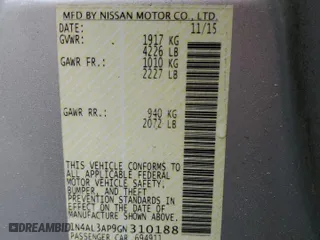 MFD BY NISSAN MOTOR CO., LTD.
DATE: 11/15
GVWR: 1917 KG
4226 LB
GAWR FR.: 1010 KG
2227 LB
GAWR RR.: 940 KG
2072 LB
THIS VEHICLE CONFORMS TO
ALL APPLICABLE FEDERAL
MOTOR VEHICLE SAFETY,
BUMPER, AND THEFT
PREVENTION STANDARDS
IN EFFECT ON THE DATE OF
MANUFACTURE SHOWN ABOVE.
1N4AL3AP9GN310188
PASSENGER CAR 694911
DREAMBID